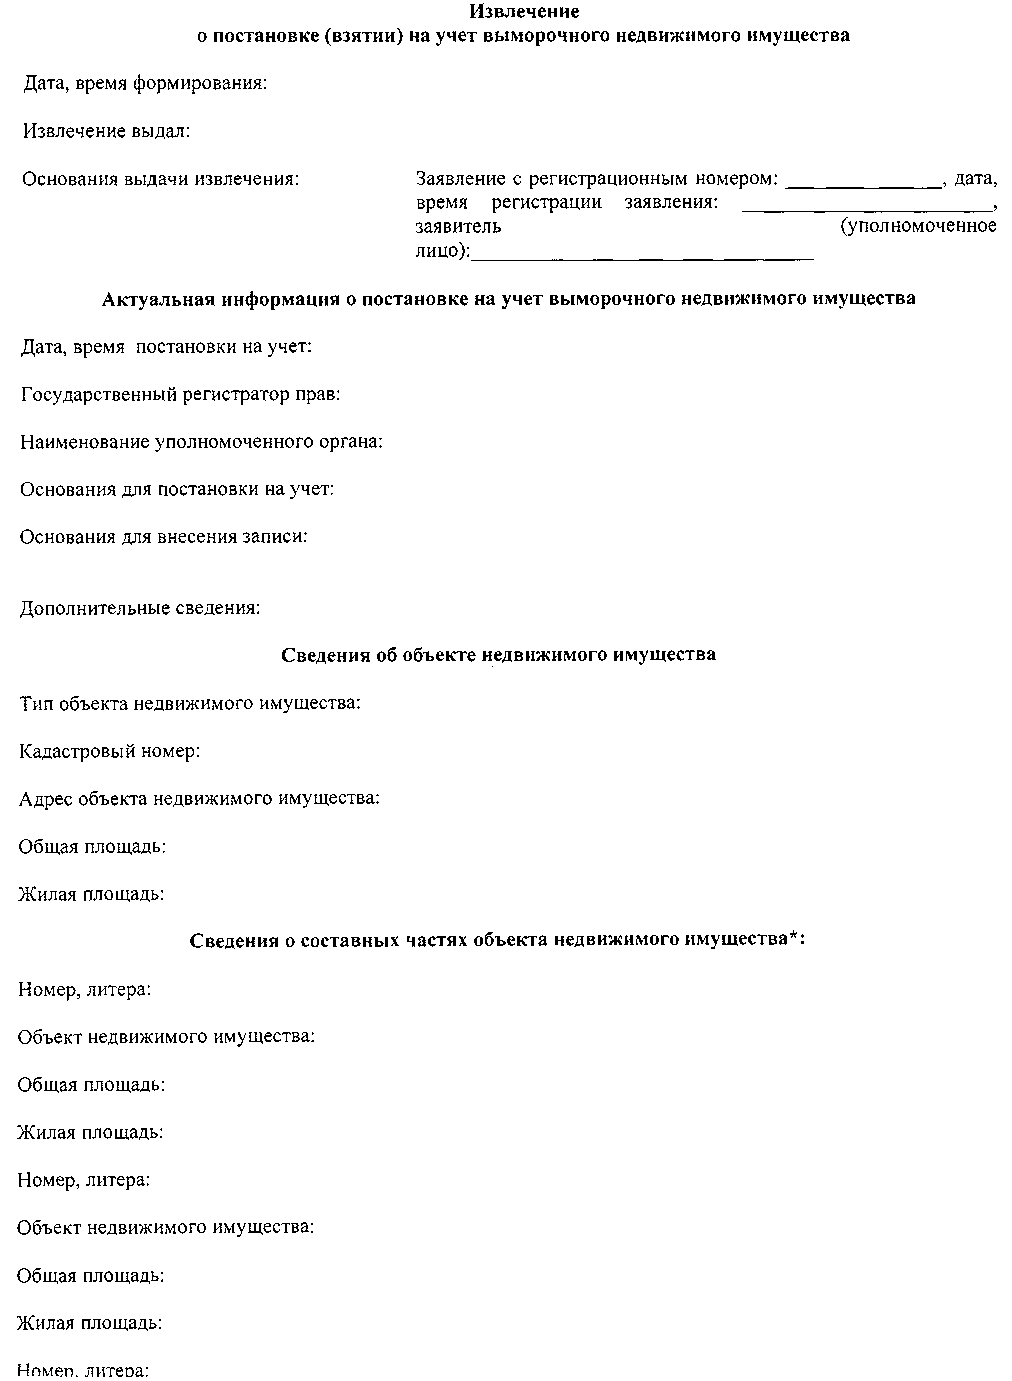 Извлечение
о постановке (взятии) на учет выморочного недвижимого имущества
Дата, время формирования:
Извлечение выдал:
Основания выдачи извлечения:
Заявление с регистрационным номером: ______________, дата,
время регистрации заявления: _______________________,
заявитель (уполномоченное
лицо):_______________________________
Актуальная информация о постановке на учет выморочного недвижимого имущества
Дата, время постановки на учет:
Государственный регистратор прав:
Наименование уполномоченного органа:
Основания для постановки на учет:
Основания для внесения записи:
Дополнительные сведения:
Сведения об объекте недвижимого имущества
Тип объекта недвижимого имущества:
Кадастровый номер:
Адрес объекта недвижимого имущества:
Общая площадь:
Жилая площадь:
Сведения о составных частях объекта недвижимого имущества*:
Номер, литера:
Объект недвижимого имущества:
Общая площадь:
Жилая площадь:
Номер, литера:
Объект недвижимого имущества:
Общая площадь:
Жилая площадь:
Номер, литера: